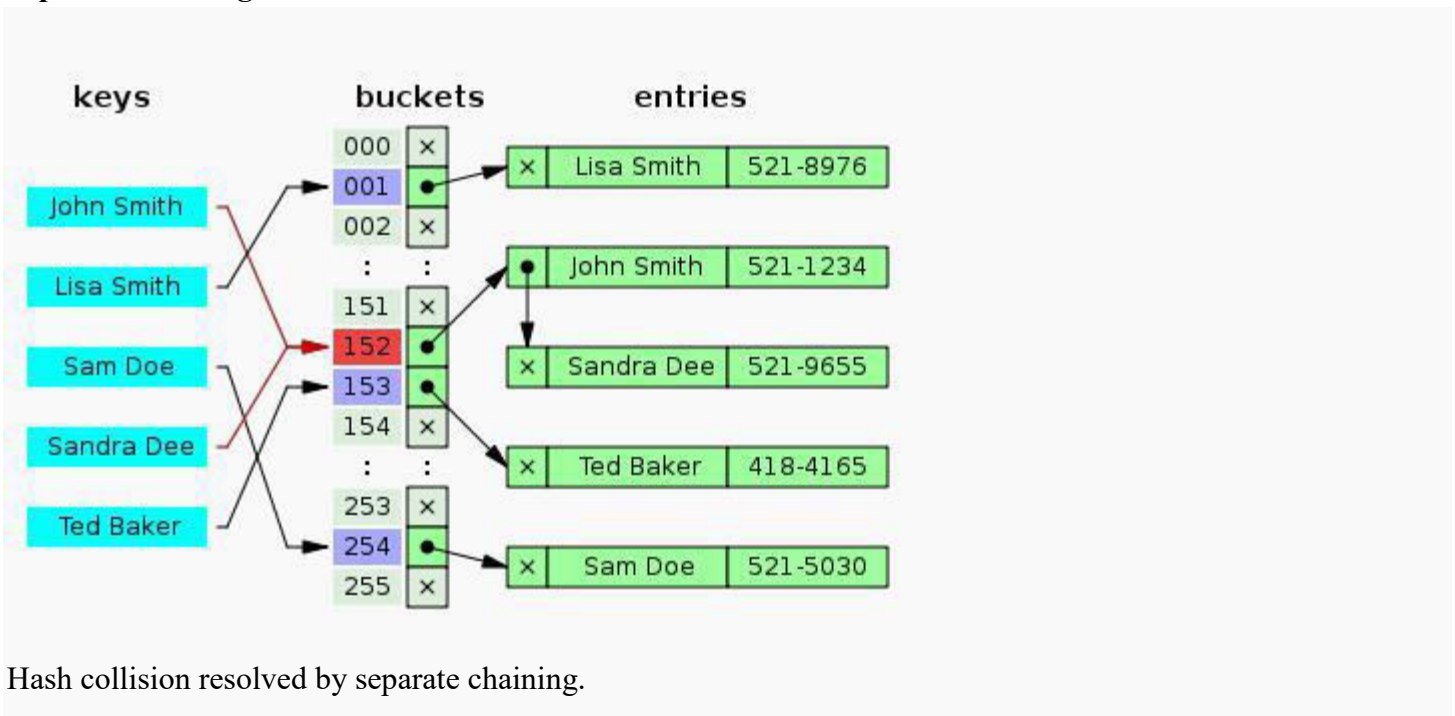 keys buckets entries
000 ×
× Lisa Smith 521-8976
001
John Smith
002 ×
: :
John Smith 521-1234
Lisa Smith
151 ×
152
Sam Doe
× Sandra Dee 521-9655
153
154 ×
Sandra Dee
: :
× Ted Baker 418-4165
253 ×
Ted Baker
254
× Sam Doe 521-5030
255 ×
Hash collision resolved by separate chaining.